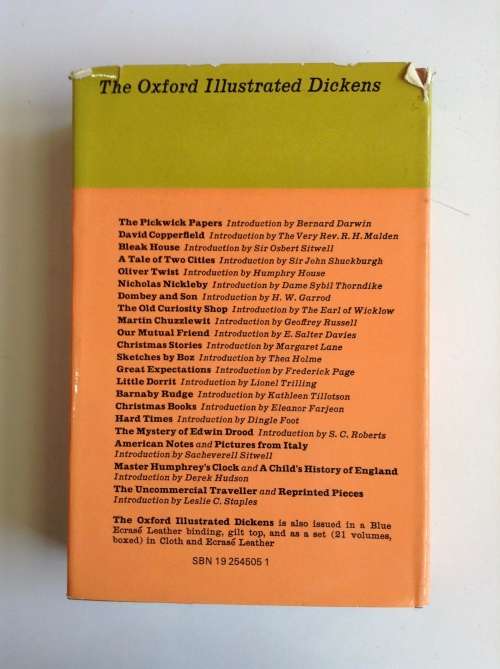 The Oxford Illustrated Dickens
The Pickwick Papers Introduction by Bernard Darwin
David Copperfield Introduction by The Very Rev. R. H. Malden
Bleak House Introduction by Sir Osbert Sitwell
A Tale of Two Cities Introduction by Sir John Shuckburgh
Oliver Twist Introduction by Humphry House
Nicholas Nickleby Introduction by Dame Sybil Thorndike
Dombey and Son Introduction by H. W. Garrod
The Old Curiosity Shop Introduction by The Earl of Wicklow
Martin Chuzzlewit Introduction by Geoffrey Russell
Our Mutual Friend Introduction by E. Salter Davies
Christmas Stories Introduction by Margaret Lane
Sketches by Boz Introduction by Thea Holme
Great Expectations Introduction by Frederick Page
Little Dorrit Introduction by Lionel Trilling
Barnaby Rudge Introduction by Kathleen Tillotson
Christmas Books Introduction by Eleanor Farjeon
Hard Times Introduction by Dingle Foot
The Mystery of Edwin Drood Introduction by S. C. Roberts
American Notes and Pictures from Italy
Introduction by Sacheverell Sitwell
Master Humphrey's Clock and A Child's History of England
Introduction by Derek Hudson
The Uncommercial Traveller and Reprinted Pieces
Introduction by Leslie C. Staples
The Oxford Illustrated Dickens is also issued in a Blue
Ecrasé Leather binding, gilt top, and as a set (21 volumes,
boxed) in Cloth and Ecrasé Leather
SBN 19 254505 1